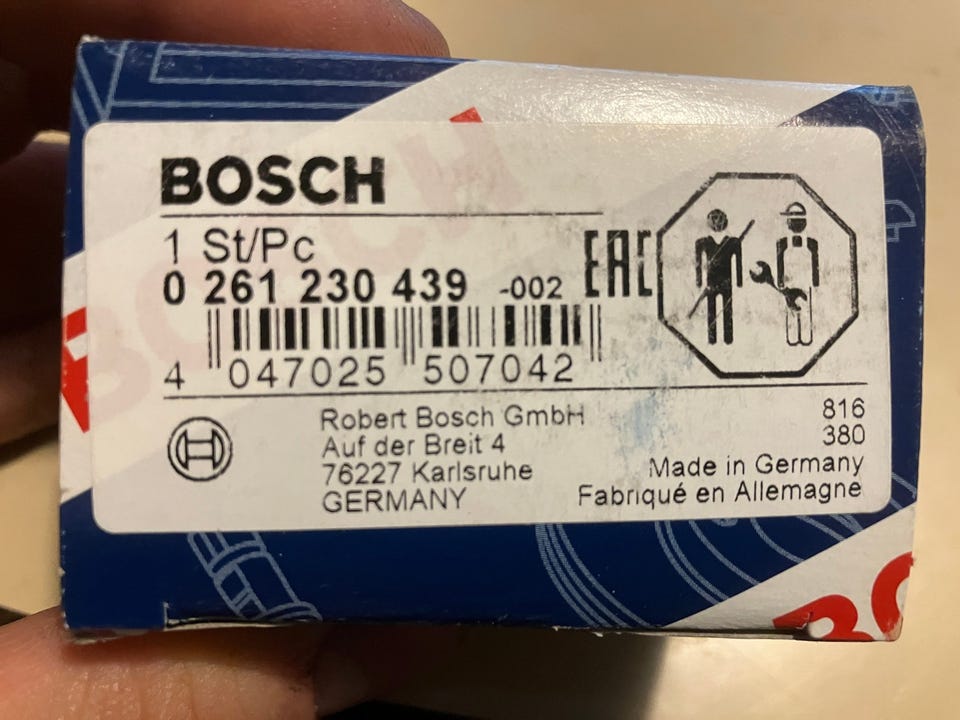 BOSCH
1 St/Pc
0 261 230 439 -002
EAC
4 047025 507042
Robert Bosch GmbH
Auf der Breit 4
76227 Karlsruhe
GERMANY
816
380
Made in Germany
Fabriqué en Allemagne